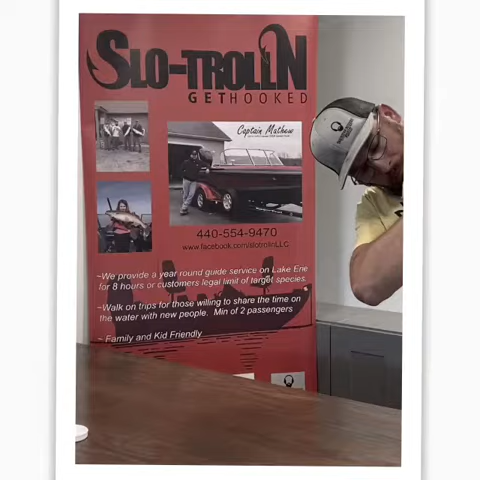 SLO-TROLLN
GETHOOKED
Captain Mathew
440-554-9470
www.facebook.com/slotrolnLLC
~We provide a year round guide service on Lake Erie
for 8 hours or customers legal limit of target species.
~Walk on trips for those willing to share the time on
the water with new people. Min of 2 passengers
~ Family and Kid Friendly